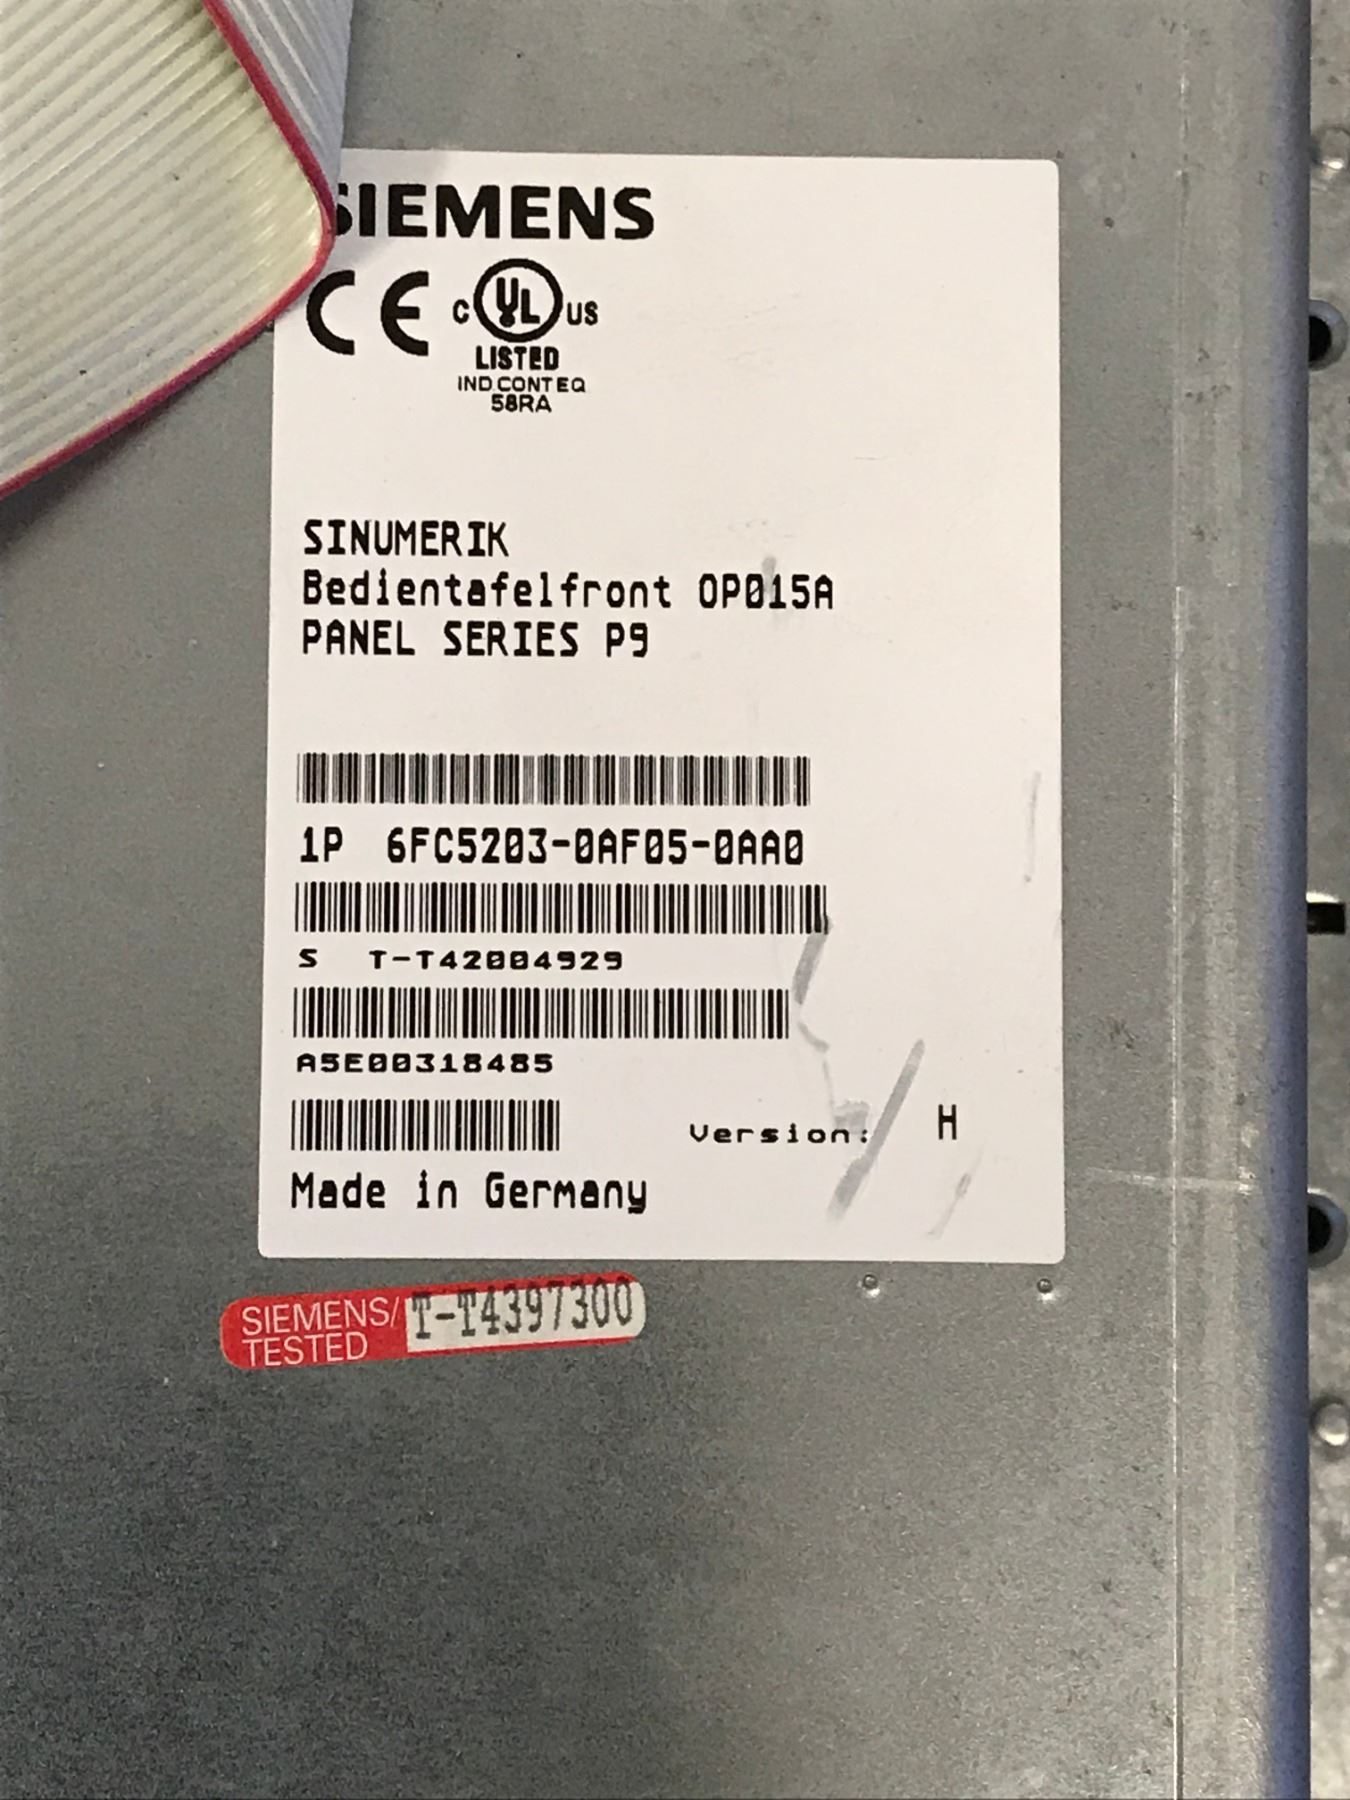 SIEMENS
CE C UL US
LISTED
IND.CONT EQ
58RA
SINUMERIK
Bedientafelfront OP015A
PANEL SERIES P9
1P 6FC5203-0AF05-0AA0
S T-T42004929
A5E00318485
Version: H
Made in Germany
SIEMENS/ T-T4397300
TESTED